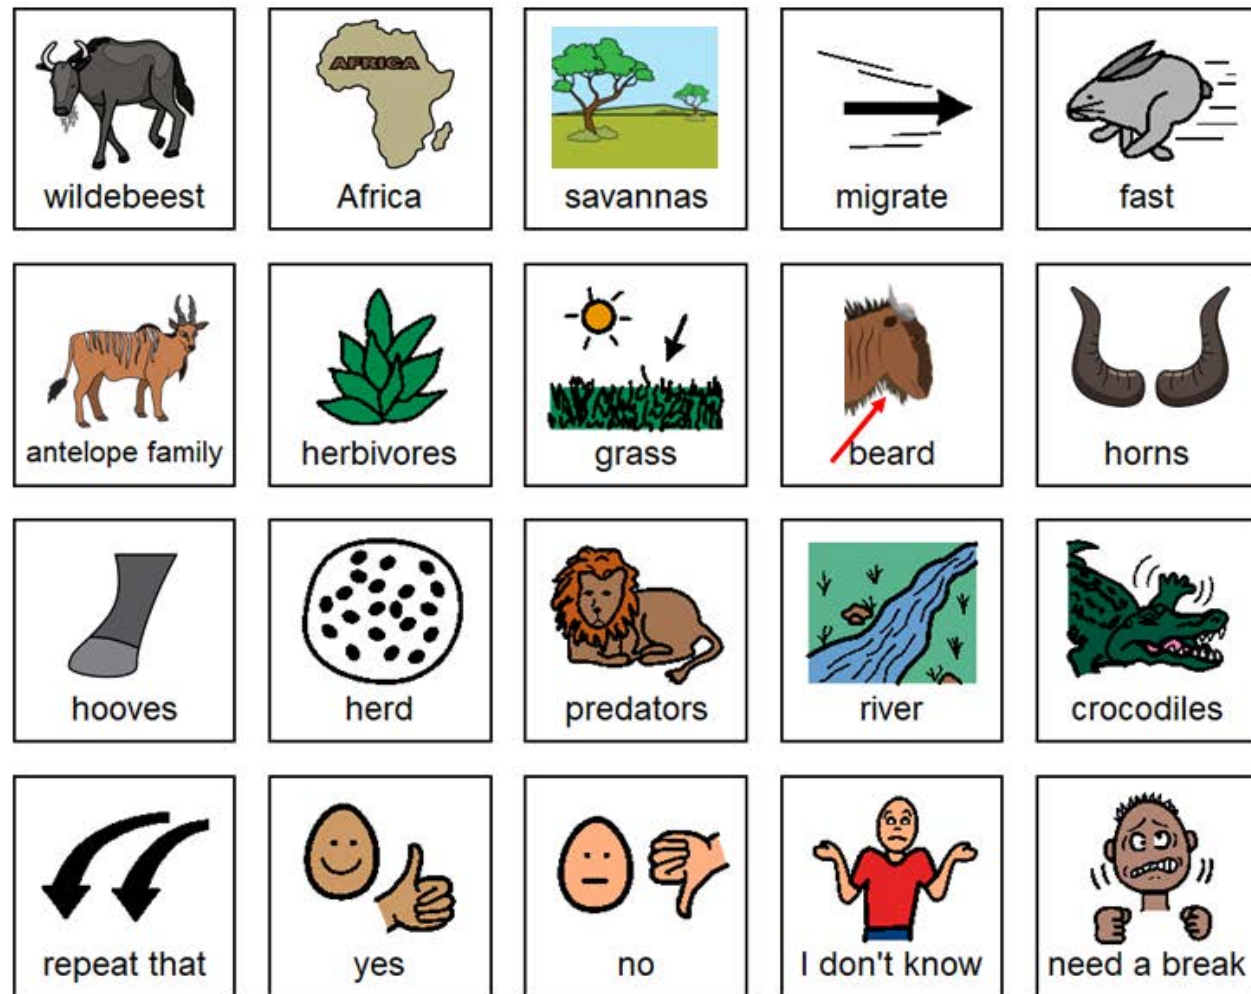 AFRICA
wildebeest Africa savannas migrate fast
antelope family herbivores grass beard horns
hooves herd predators river crocodiles
repeat that yes no I don't know need a break